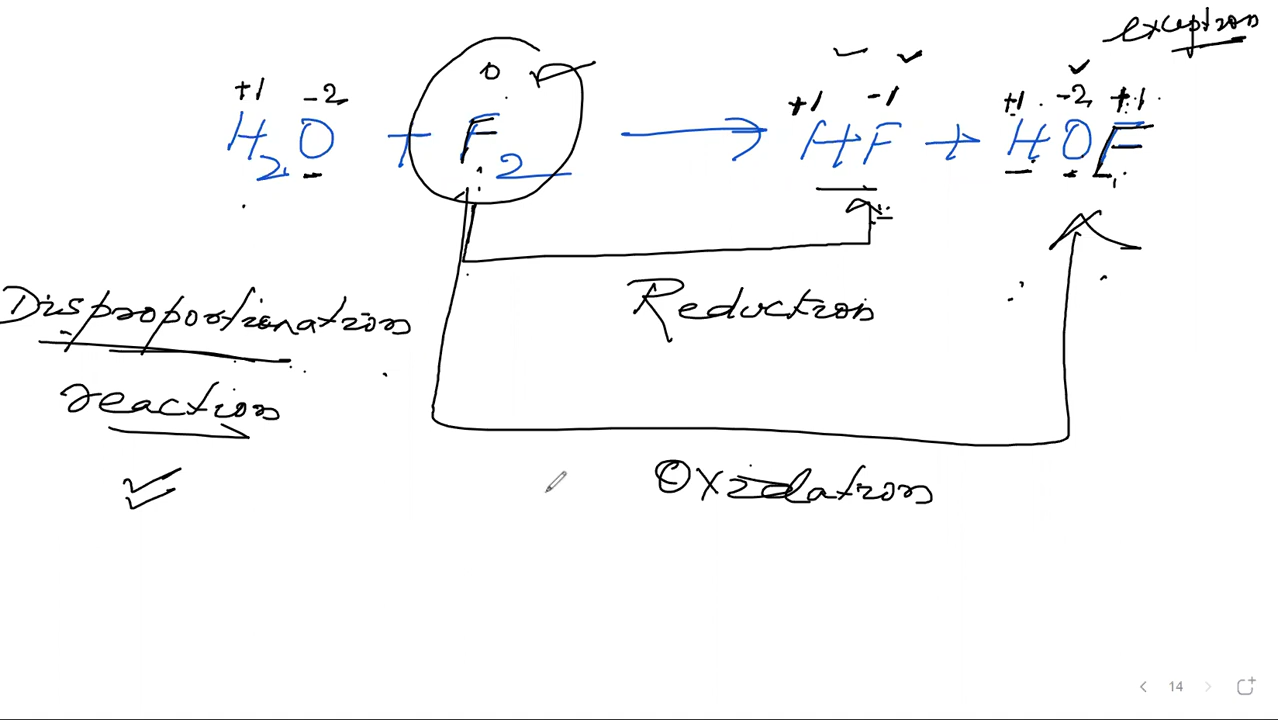 exception
+1 -2 0 +1 -1 +1 -2 +1
H2O + F2 → HF + HOF
Reduction
Disproportionation
reaction
Oxidation
14